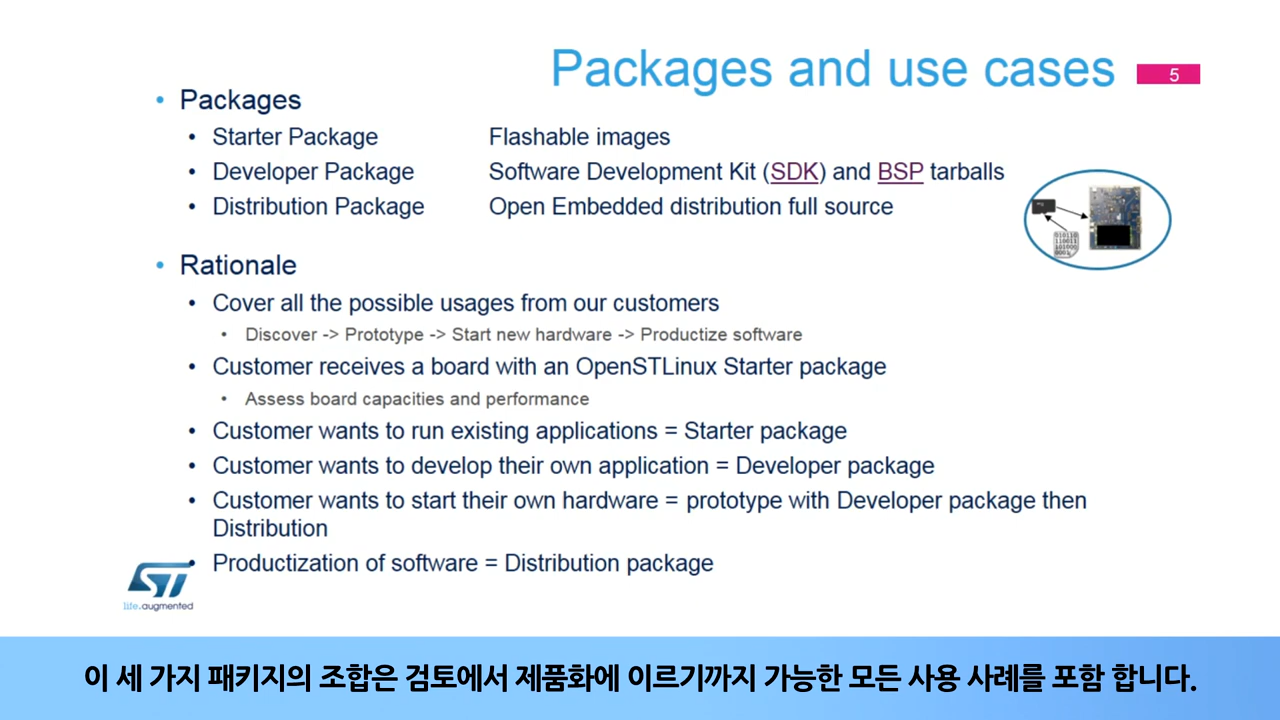 Packages and use cases
5
• Packages
• Starter Package Flashable images
• Developer Package Software Development Kit (SDK) and BSP tarballs
• Distribution Package Open Embedded distribution full source
010110
110011
101000
0001
• Rationale
• Cover all the possible usages from our customers
• Discover -> Prototype -> Start new hardware -> Productize software
• Customer receives a board with an OpenSTLinux Starter package
• Assess board capacities and performance
• Customer wants to run existing applications = Starter package
• Customer wants to develop their own application = Developer package
• Customer wants to start their own hardware = prototype with Developer package then
Distribution
• Productization of software = Distribution package
ST
life.augmented
이 세 가지 패키지의 조합은 검토에서 제품화에 이르기까지 가능한 모든 사용 사례를 포함 합니다.